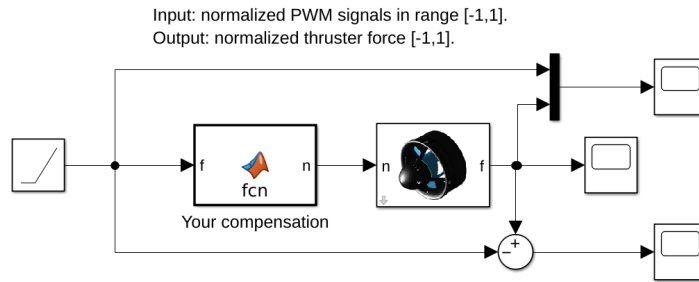 Input: normalized PWM signals in range [-1,1].
Output: normalized thruster force [-1,1].
f
fcn
n
n
f
Your compensation
+
−